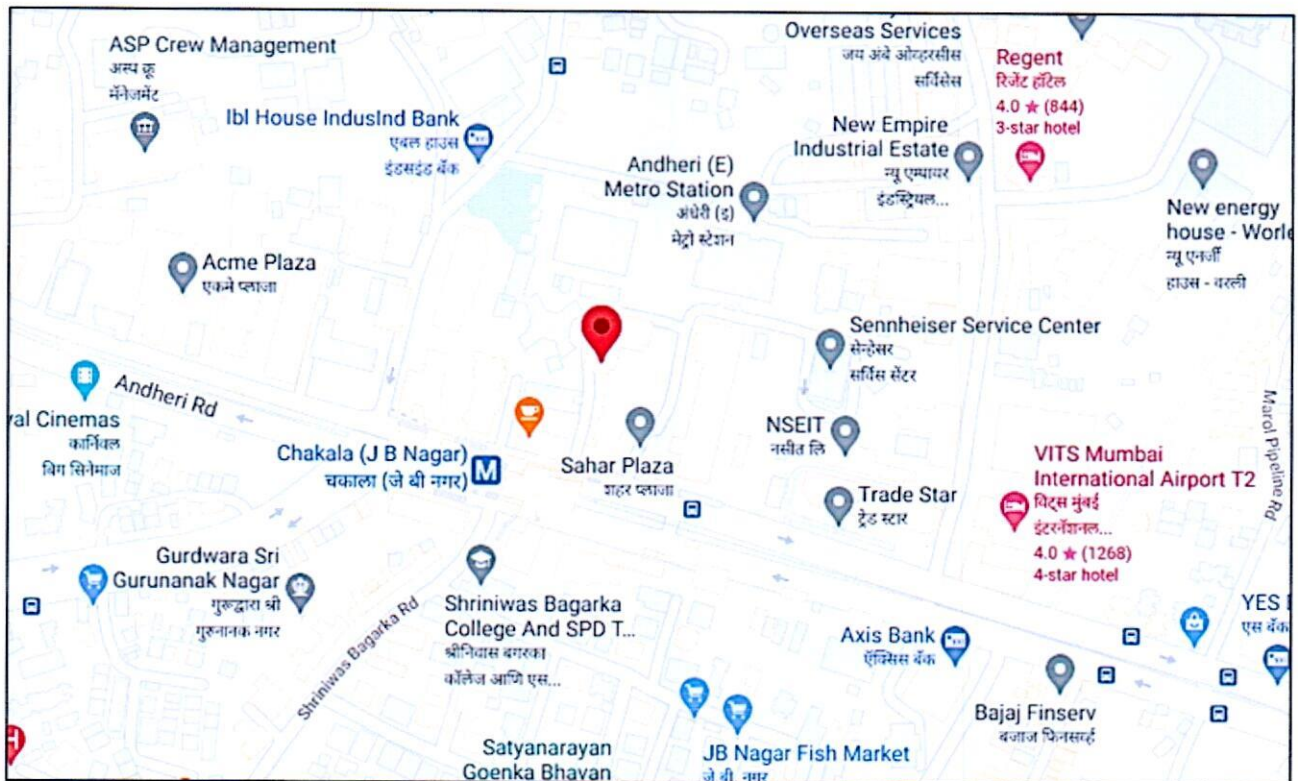 ASP Crew Management
अस्प क्रू
मॅनेजमेंट
Overseas Services
जय अंबे ओव्हरसीस
सर्विसेस
Regent
रिजेंट हॉटेल
4.0 ★ (844)
3-star hotel
Ibl House IndusInd Bank
एबल हाउस
इंडसइंड बँक
New Empire
Industrial Estate
न्यू एम्पायर
इंडस्ट्रियल...
Andheri (E)
Metro Station
अंधेरी (इ)
मेट्रो स्टेशन
New energy
house - Worle
न्यू एनर्जी
हाउस - वरली
Acme Plaza
एकमे प्लाजा
Sennheiser Service Center
सेन्हेसर
सर्विस सेंटर
Andheri Rd
val Cinemas
कार्निवल
बिग सिनेमाज
Marol Pipeline Rd
NSEIT
नसीत लि
Chakala (J B Nagar)
चकाला (जे बी नगर)
M
Sahar Plaza
शहर प्लाजा
VITS Mumbai
International Airport T2
विट्स मुंबई
इंटरनॅशनल...
4.0 ★ (1268)
4-star hotel
Trade Star
ट्रेड स्टार
Gurdwara Sri
Gurunanak Nagar
गुरूद्वारा श्री
गुरुनानक नगर
Shriniwas Bagarka Rd
Shriniwas Bagarka
College And SPD T...
श्रीनिवास बगरका
कॉलेज आणि एस...
YES
एस बँक
Axis Bank
ऍक्सिस बँक
Bajaj Finserv
बजाज फिनसर्व्ह
H
Satyanarayan
Goenka Bhavan
JB Nagar Fish Market
जे बी. नगर